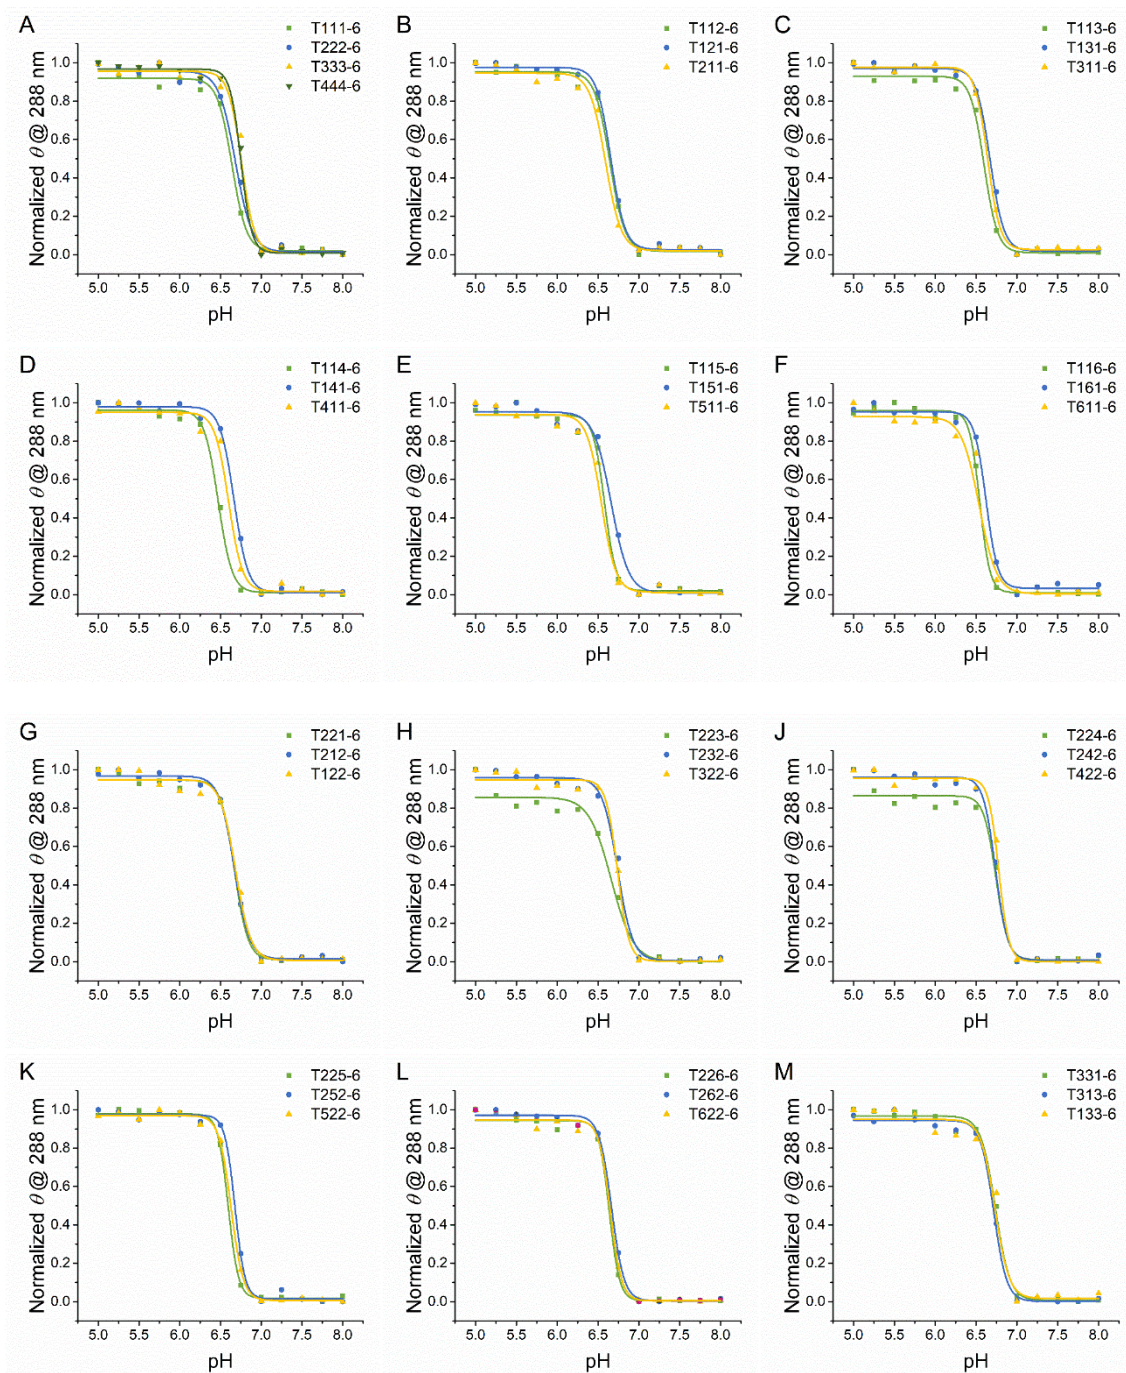 A
T111-6
T222-6
T333-6
T444-6
Normalized θ @ 288 nm
1.0
0.8
0.6
0.4
0.2
0.0
5.0 5.5 6.0 6.5 7.0 7.5 8.0
pH
B
T112-6
T121-6
T211-6
Normalized θ @ 288 nm
1.0
0.8
0.6
0.4
0.2
0.0
5.0 5.5 6.0 6.5 7.0 7.5 8.0
pH
C
T113-6
T131-6
T311-6
Normalized θ @ 288 nm
1.0
0.8
0.6
0.4
0.2
0.0
5.0 5.5 6.0 6.5 7.0 7.5 8.0
pH
D
T114-6
T141-6
T411-6
Normalized θ @ 288 nm
1.0
0.8
0.6
0.4
0.2
0.0
5.0 5.5 6.0 6.5 7.0 7.5 8.0
pH
E
T115-6
T151-6
T511-6
Normalized θ @ 288 nm
1.0
0.8
0.6
0.4
0.2
0.0
5.0 5.5 6.0 6.5 7.0 7.5 8.0
pH
F
T116-6
T161-6
T611-6
Normalized θ @ 288 nm
1.0
0.8
0.6
0.4
0.2
0.0
5.0 5.5 6.0 6.5 7.0 7.5 8.0
pH
G
T221-6
T212-6
T122-6
Normalized θ @ 288 nm
1.0
0.8
0.6
0.4
0.2
0.0
5.0 5.5 6.0 6.5 7.0 7.5 8.0
pH
H
T223-6
T232-6
T322-6
Normalized θ @ 288 nm
1.0
0.8
0.6
0.4
0.2
0.0
5.0 5.5 6.0 6.5 7.0 7.5 8.0
pH
J
T224-6
T242-6
T422-6
Normalized θ @ 288 nm
1.0
0.8
0.6
0.4
0.2
0.0
5.0 5.5 6.0 6.5 7.0 7.5 8.0
pH
K
T225-6
T252-6
T522-6
Normalized θ @ 288 nm
1.0
0.8
0.6
0.4
0.2
0.0
5.0 5.5 6.0 6.5 7.0 7.5 8.0
pH
L
T226-6
T262-6
T622-6
Normalized θ @ 288 nm
1.0
0.8
0.6
0.4
0.2
0.0
5.0 5.5 6.0 6.5 7.0 7.5 8.0
pH
M
T331-6
T313-6
T133-6
Normalized θ @ 288 nm
1.0
0.8
0.6
0.4
0.2
0.0
5.0 5.5 6.0 6.5 7.0 7.5 8.0
pH